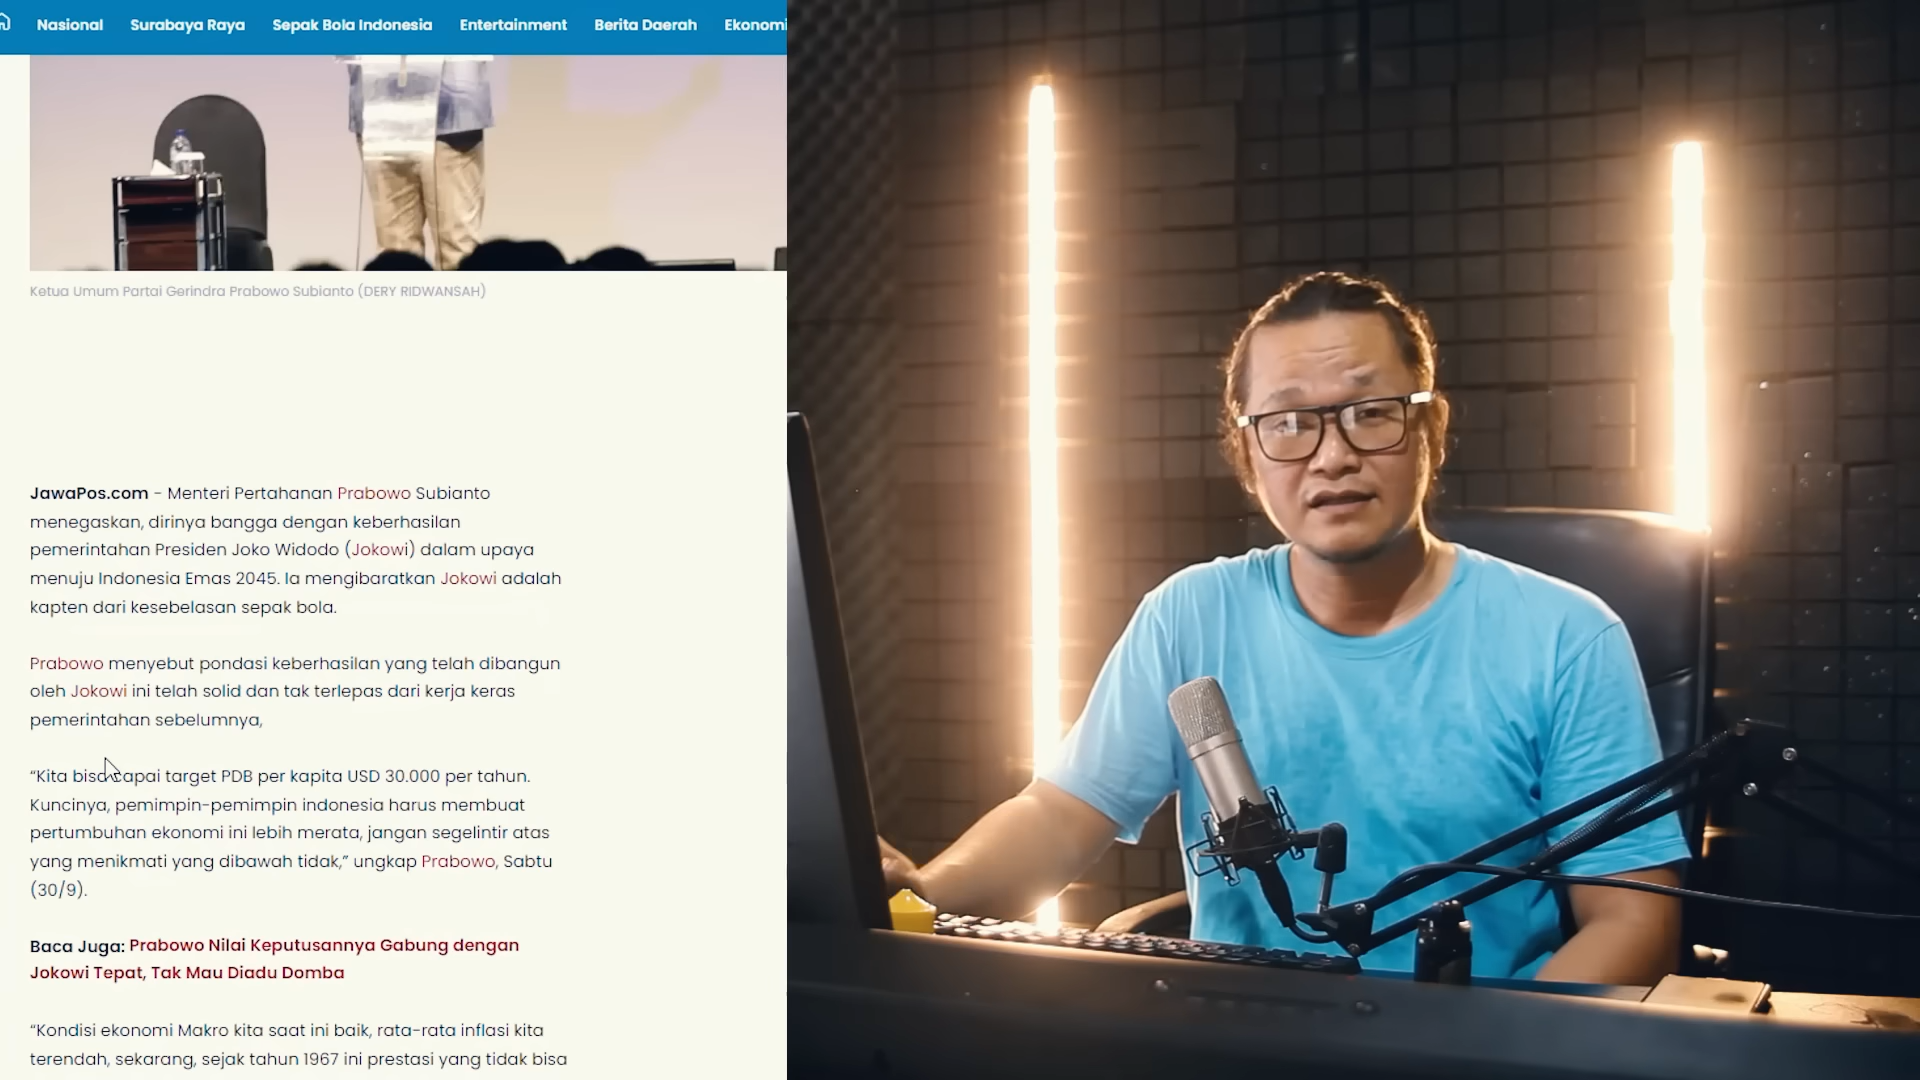 Nasional Surabaya Raya Sepak Bola Indonesia Entertainment Berita Daerah Ekonomi
Ketua Umum Partai Gerindra Prabowo Subianto (DERY RIDWANSAH)
JawaPos.com - Menteri Pertahanan Prabowo Subianto
menegaskan, dirinya bangga dengan keberhasilan
pemerintahan Presiden Joko Widodo (Jokowi) dalam upaya
menuju Indonesia Emas 2045. Ia mengibaratkan Jokowi adalah
kapten dari kesebelasan sepak bola.
Prabowo menyebut pondasi keberhasilan yang telah dibangun
oleh Jokowi ini telah solid dan tak terlepas dari kerja keras
pemerintahan sebelumnya,
“Kita bisa capai target PDB per kapita USD 30.000 per tahun.
Kuncinya, pemimpin-pemimpin indonesia harus membuat
pertumbuhan ekonomi ini lebih merata, jangan segelintir atas
yang menikmati yang dibawah tidak,” ungkap Prabowo, Sabtu
(30/9).
Baca Juga: Prabowo Nilai Keputusannya Gabung dengan
Jokowi Tepat, Tak Mau Diadu Domba
“Kondisi ekonomi Makro kita saat ini baik, rata-rata inflasi kita
terendah, sekarang, sejak tahun 1967 ini prestasi yang tidak bisa